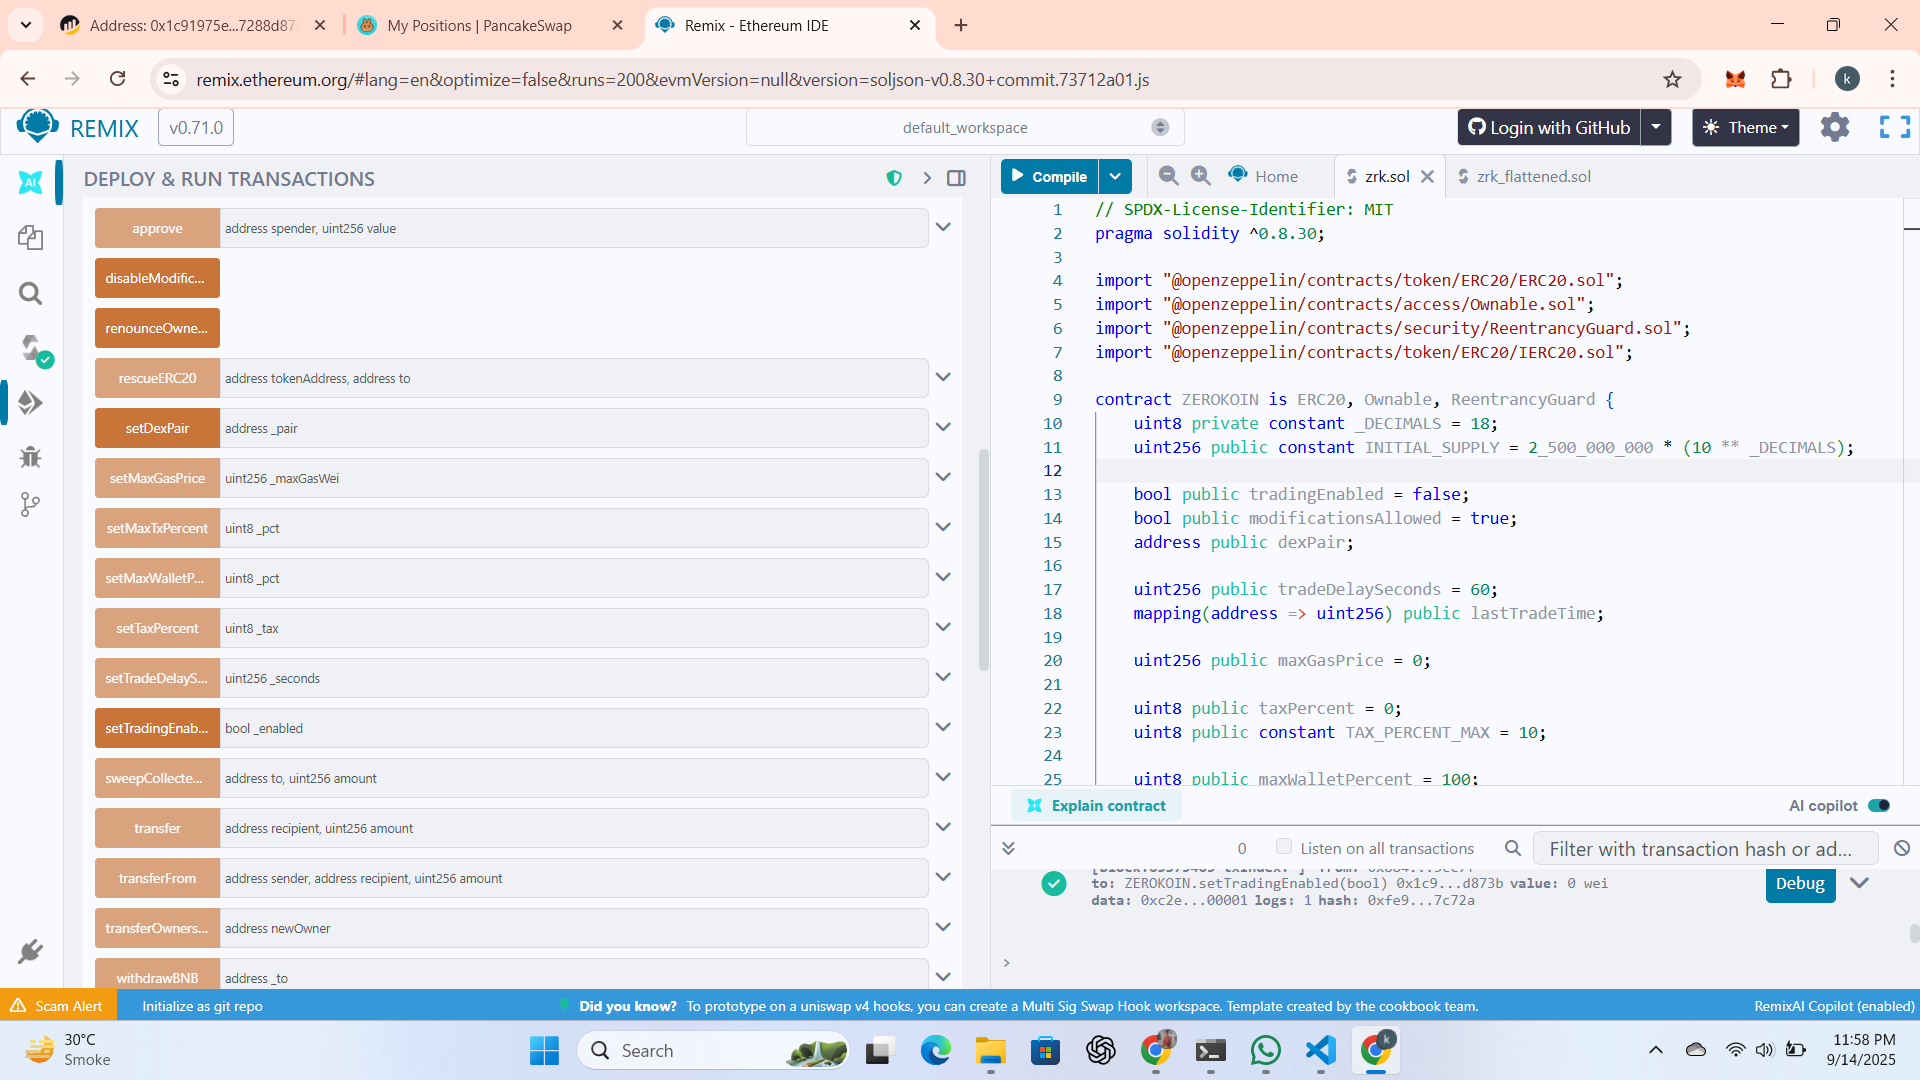 Address: 0x1c91975e...7288d87
My Positions | PancakeSwap
Remix - Ethereum IDE
remix.ethereum.org/#lang=en&optimize=false&runs=200&evmVersion=null&version=soljson-v0.8.30+commit.73712a01.js
k
REMIX
v0.71.0
default_workspace
Login with GitHub
Theme
AI
DEPLOY & RUN TRANSACTIONS
approve
address spender, uint256 value
disableModific...
renounceOwne...
rescueERC20
address tokenAddress, address to
setDexPair
address _pair
setMaxGasPrice
uint256 _maxGasWei
setMaxTxPercent
uint8 _pct
setMaxWalletP...
uint8 _pct
setTaxPercent
uint8 _tax
setTradeDelayS...
uint256 _seconds
setTradingEnab...
bool _enabled
sweepCollecte...
address to, uint256 amount
transfer
address recipient, uint256 amount
transferFrom
address sender, address recipient, uint256 amount
transferOwners...
address newOwner
withdrawBNB
address _to
Compile
Home
zrk.sol
zrk_flattened.sol
1 // SPDX-License-Identifier: MIT
2 pragma solidity ^0.8.30;
3
4 import "@openzeppelin/contracts/token/ERC20/ERC20.sol";
5 import "@openzeppelin/contracts/access/Ownable.sol";
6 import "@openzeppelin/contracts/security/ReentrancyGuard.sol";
7 import "@openzeppelin/contracts/token/ERC20/IERC20.sol";
8
9 contract ZEROKOIN is ERC20, Ownable, ReentrancyGuard {
10 uint8 private constant _DECIMALS = 18;
11 uint256 public constant INITIAL_SUPPLY = 2_500_000_000 * (10 ** _DECIMALS);
12
13 bool public tradingEnabled = false;
14 bool public modificationsAllowed = true;
15 address public dexPair;
16
17 uint256 public tradeDelaySeconds = 60;
18 mapping(address => uint256) public lastTradeTime;
19
20 uint256 public maxGasPrice = 0;
21
22 uint8 public taxPercent = 0;
23 uint8 public constant TAX_PERCENT_MAX = 10;
24
25 uint8 public maxWalletPercent = 100;
Explain contract
AI copilot
0
Listen on all transactions
Filter with transaction hash or ad...
to: ZEROKOIN.setTradingEnabled(bool) 0x1c9...d873b value: 0 wei
data: 0xc2e...00001 logs: 1 hash: 0xfe9...7c72a
Debug
>
Scam Alert
Initialize as git repo
Did you know? To prototype on a uniswap v4 hooks, you can create a Multi Sig Swap Hook workspace. Template created by the cookbook team.
RemixAI Copilot (enabled)
30°C
Smoke
Search
k
11:58 PM
9/14/2025